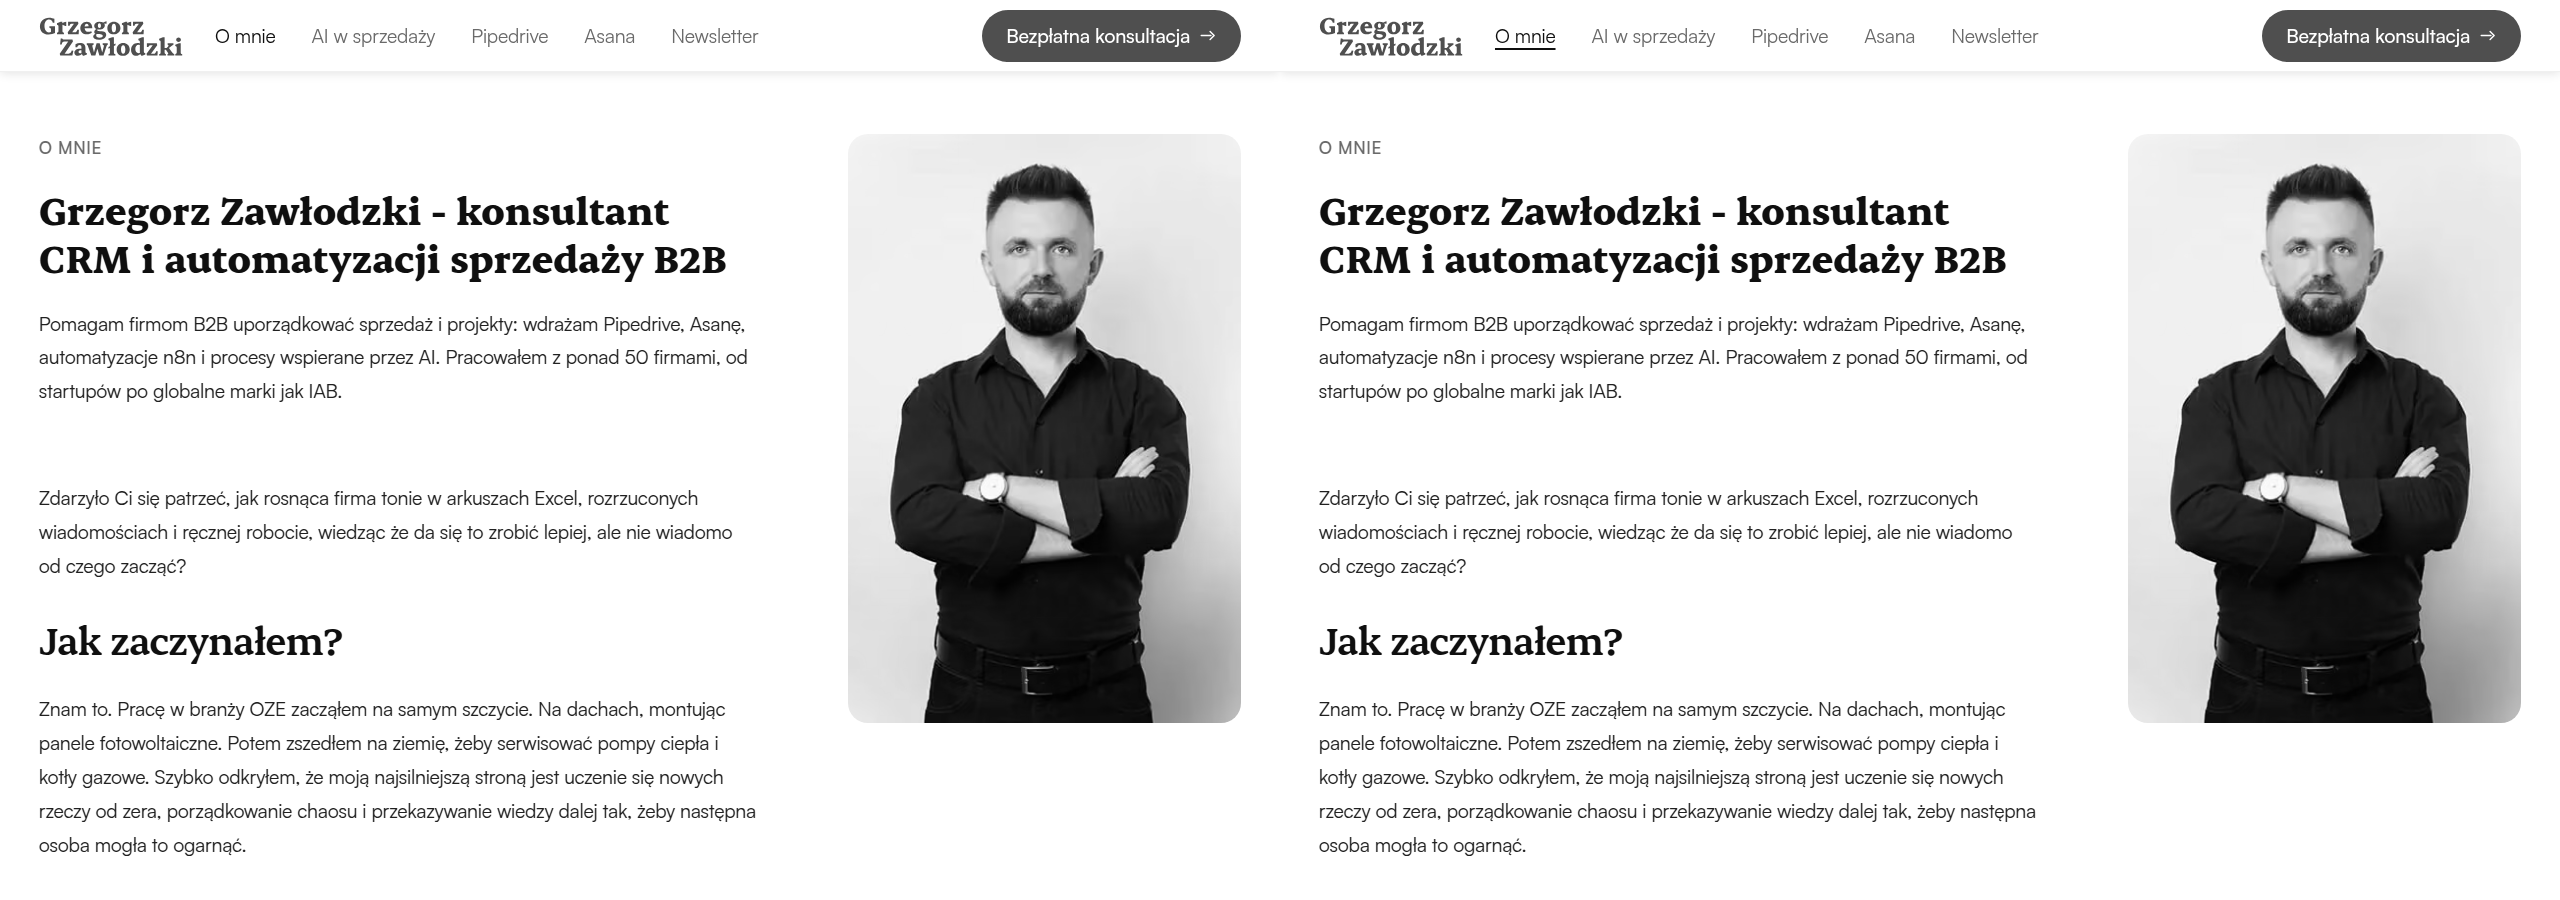 Grzegorz
Zawłodzki
O mnie
AI w sprzedaży
Pipedrive
Asana
Newsletter
Bezpłatna konsultacja →
O MNIE
Grzegorz Zawłodzki - konsultant
CRM i automatyzacji sprzedaży B2B
Pomagam firmom B2B uporządkować sprzedaż i projekty: wdrażam Pipedrive, Asanę,
automatyzacje n8n i procesy wspierane przez AI. Pracowałem z ponad 50 firmami, od
startupów po globalne marki jak IAB.
Zdarzyło Ci się patrzeć, jak rosnąca firma tonie w arkuszach Excel, rozrzuconych
wiadomościach i ręcznej robocie, wiedząc że da się to zrobić lepiej, ale nie wiadomo
od czego zacząć?
Jak zaczynałem?
Znam to. Pracę w branży OZE zacząłem na samym szczycie. Na dachach, montując
panele fotowoltaiczne. Potem zszedłem na ziemię, żeby serwisować pompy ciepła i
kotły gazowe. Szybko odkryłem, że moją najsilniejszą stroną jest uczenie się nowych
rzeczy od zera, porządkowanie chaosu i przekazywanie wiedzy dalej tak, żeby następna
osoba mogła to ogarnąć.
Grzegorz
Zawłodzki
O mnie
AI w sprzedaży
Pipedrive
Asana
Newsletter
Bezpłatna konsultacja →
O MNIE
Grzegorz Zawłodzki - konsultant
CRM i automatyzacji sprzedaży B2B
Pomagam firmom B2B uporządkować sprzedaż i projekty: wdrażam Pipedrive, Asanę,
automatyzacje n8n i procesy wspierane przez AI. Pracowałem z ponad 50 firmami, od
startupów po globalne marki jak IAB.
Zdarzyło Ci się patrzeć, jak rosnąca firma tonie w arkuszach Excel, rozrzuconych
wiadomościach i ręcznej robocie, wiedząc że da się to zrobić lepiej, ale nie wiadomo
od czego zacząć?
Jak zaczynałem?
Znam to. Pracę w branży OZE zacząłem na samym szczycie. Na dachach, montując
panele fotowoltaiczne. Potem zszedłem na ziemię, żeby serwisować pompy ciepła i
kotły gazowe. Szybko odkryłem, że moją najsilniejszą stroną jest uczenie się nowych
rzeczy od zera, porządkowanie chaosu i przekazywanie wiedzy dalej tak, żeby następna
osoba mogła to ogarnąć.